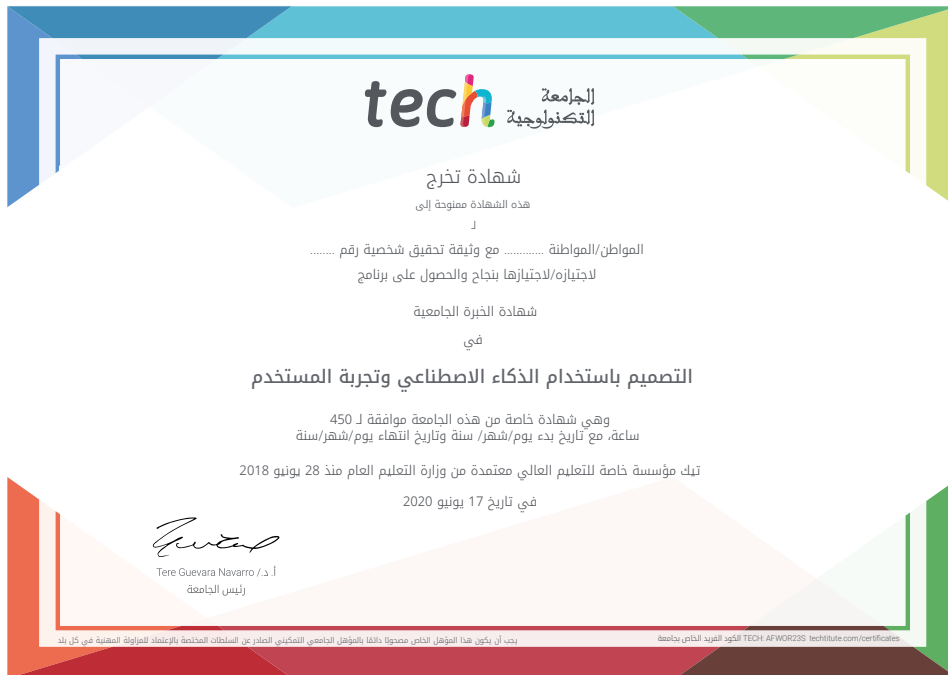 tech الجامعة
التكنولوجية
شهادة تخرج
هذه الشهادة ممنوحة إلى
لـ
المواطن/المواطنة ............. مع وثيقة تحقيق شخصية رقم ........
لاجتيازه/لاجتيازها بنجاح والحصول على برنامج
شهادة الخبرة الجامعية
في
التصميم باستخدام الذكاء الاصطناعي وتجربة المستخدم
وهي شهادة خاصة من هذه الجامعة موافقة لـ 450
ساعة، مع تاريخ بدء يوم/شهر/ سنة وتاريخ انتهاء يوم/شهر/سنة
تيك مؤسسة خاصة للتعليم العالي معتمدة من وزارة التعليم العام منذ 28 يونيو 2018
في تاريخ 17 يونيو 2020
أ. د./ Tere Guevara Navarro
رئيس الجامعة
الكود الفريد الخاص بجامعة TECH: AFWOR23S techtitute.com/certificates
يجب أن يكون هذا المؤهل الخاص مصحوبًا دائمًا بالمؤهل الجامعي التمكيني الصادر عن السلطات المختصة بالإعتماد للمزاولة المهنية في كل بلد